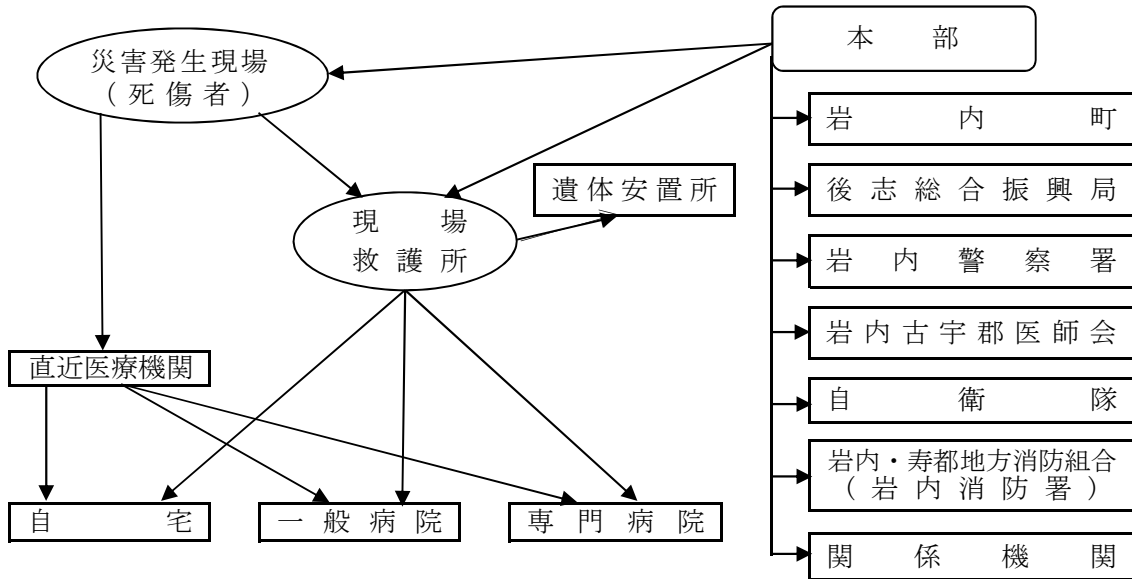 本部
災害発生現場
(死傷者)
岩内町
遺体安置所
後志総合振興局
現場
救護所
岩内警察署
岩内古宇郡医師会
直近医療機関
自衛隊
岩内・寿都地方消防組合
(岩内消防署)
自宅
一般病院
専門病院
関係機関